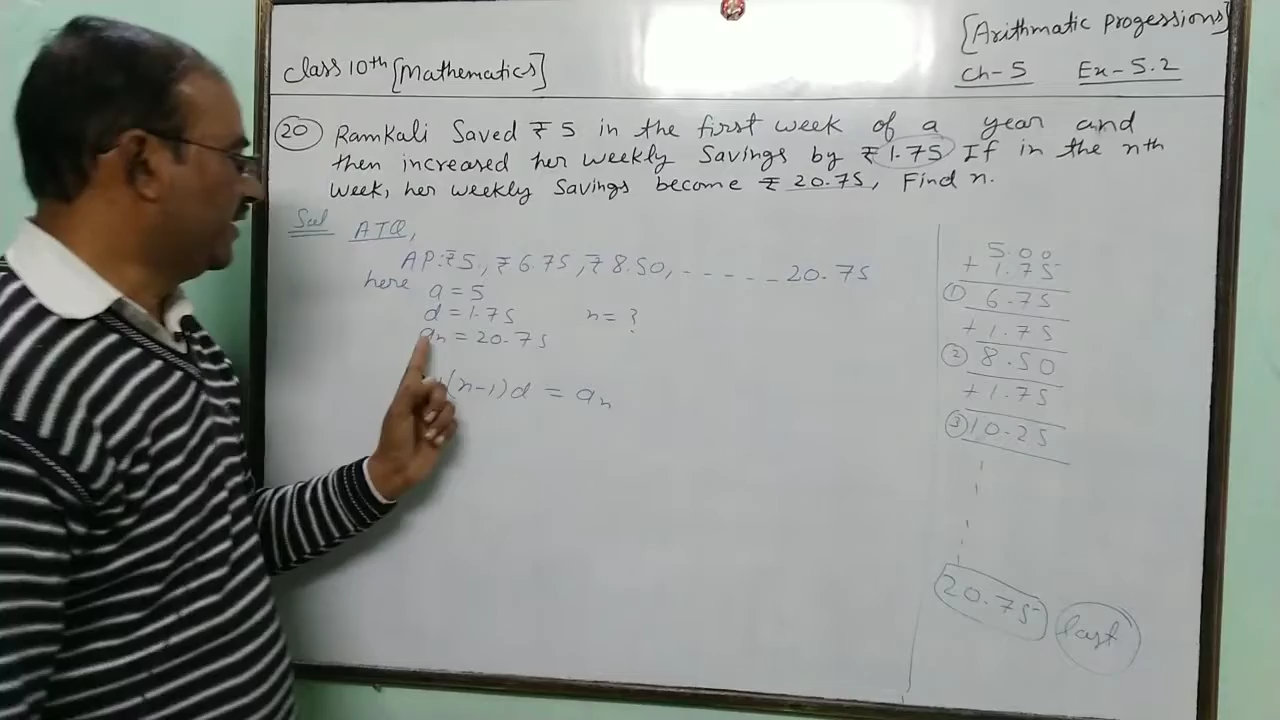 [Arithmatic progessions]
Class 10th [Mathematics]
Ch-5 Ex-5.2
20 Ramkali Saved ₹ 5 in the first week of a year and
then increased her weekly Savings by ₹ 1.75 If in the nth
week, her weekly Savings become ₹ 20.75, Find n.
Sol ATQ,
AP:₹5., ₹6.75, ₹8.50, - - - - - 20.75
here a = 5
d = 1.75 n = ?
an = 20.75
(n-1)d = an
5.00
+ 1.75
① 6.75
+ 1.75
② 8.50
+ 1.75
③ 10.25
20.75 last